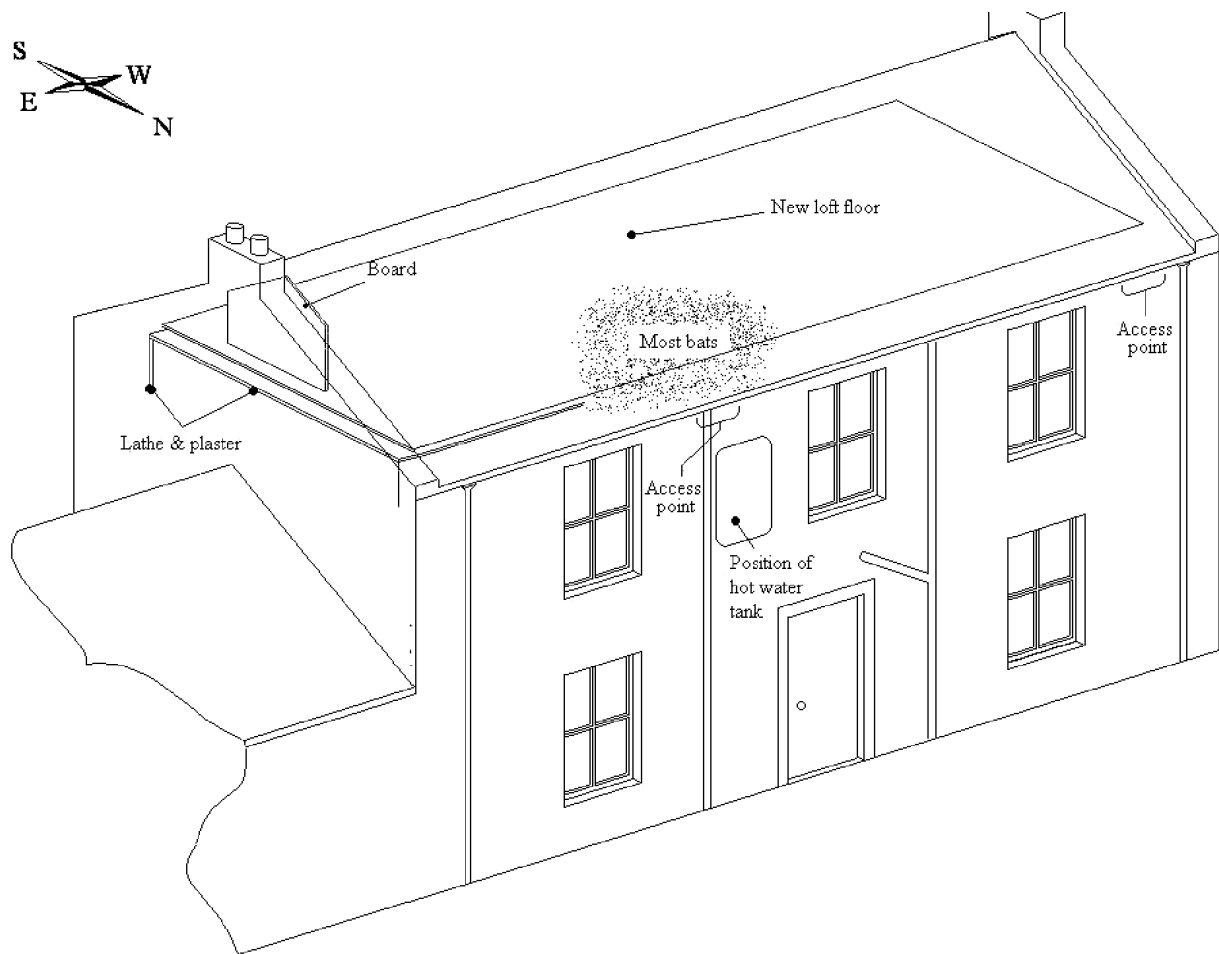 S
W
E
N
New loft floor
Board
Most bats
Access
point
Lathe & plaster
Access
point
Position of
hot water
tank